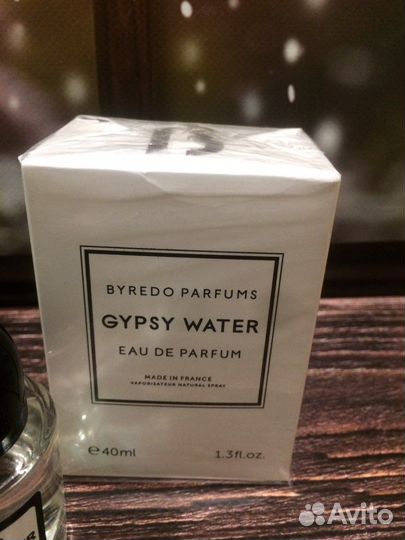 B
BYREDO PARFUMS
GYPSY WATER
EAU DE PARFUM
MADE IN FRANCE
VAPORISATEUR NATURAL SPRAY
℮40ml 1.3fl.oz.
Avito